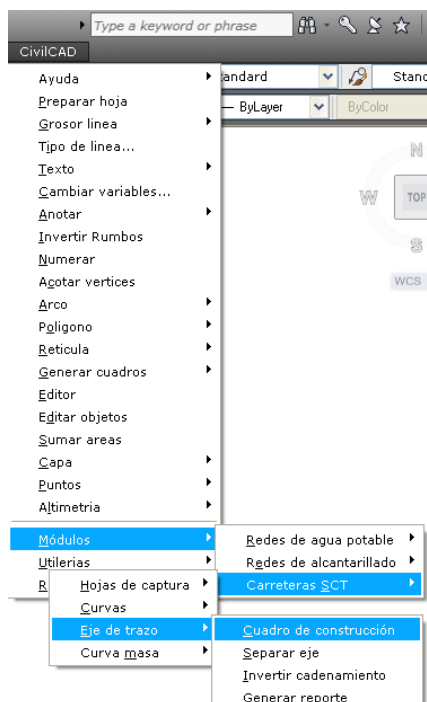 Type a keyword or phrase
CivilCAD
andard
Stand
ByLayer
ByColor
Ayuda
Preparar hoja
Grosor linea
Tipo de linea...
Texto
Cambiar variables...
Anotar
Invertir Rumbos
Numerar
Acotar vertices
Arco
Poligono
Reticula
Generar cuadros
Editor
Editar objetos
Sumar areas
Capa
Puntos
Altimetria
Módulos
Utilerias
R
N
W
TOP
S
WCS
Redes de agua potable
Redes de alcantarillado
Carreteras SCT
Hojas de captura
Curvas
Eje de trazo
Curva masa
Cuadro de construcción
Separar eje
Invertir cadenamiento
Generar reporte